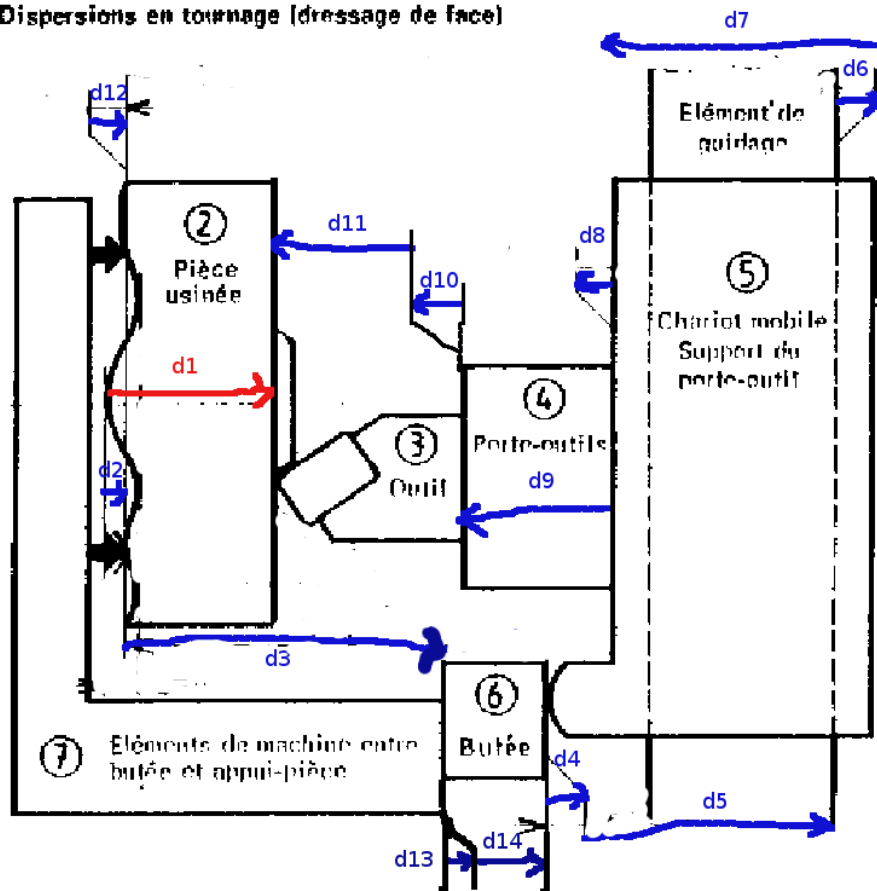 Dispersions en tournage (dressage de face)
d7
d12
d6
Elément de
guidage
②
d11
d8
Pièce
usinée
d10
⑤
Chariot mobile
Support du
porte-outil
d1
④
③
Porte-outils
d2
Outil
d9
d3
⑥
Butée
⑦
Eléments de machine entre
butée et appui-pièce
d4
d5
d13
d14